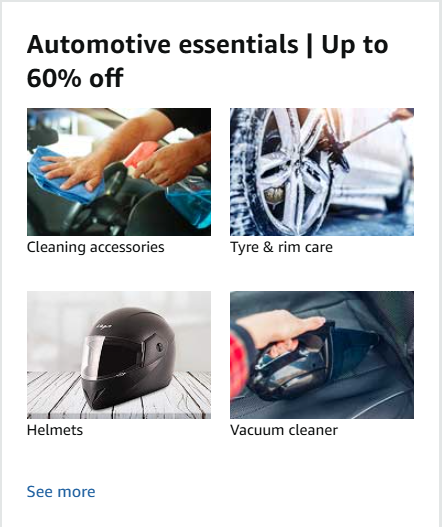 Automotive essentials | Up to
60% off
Cleaning accessories
Tyre & rim care
Helmets
Vacuum cleaner
See more